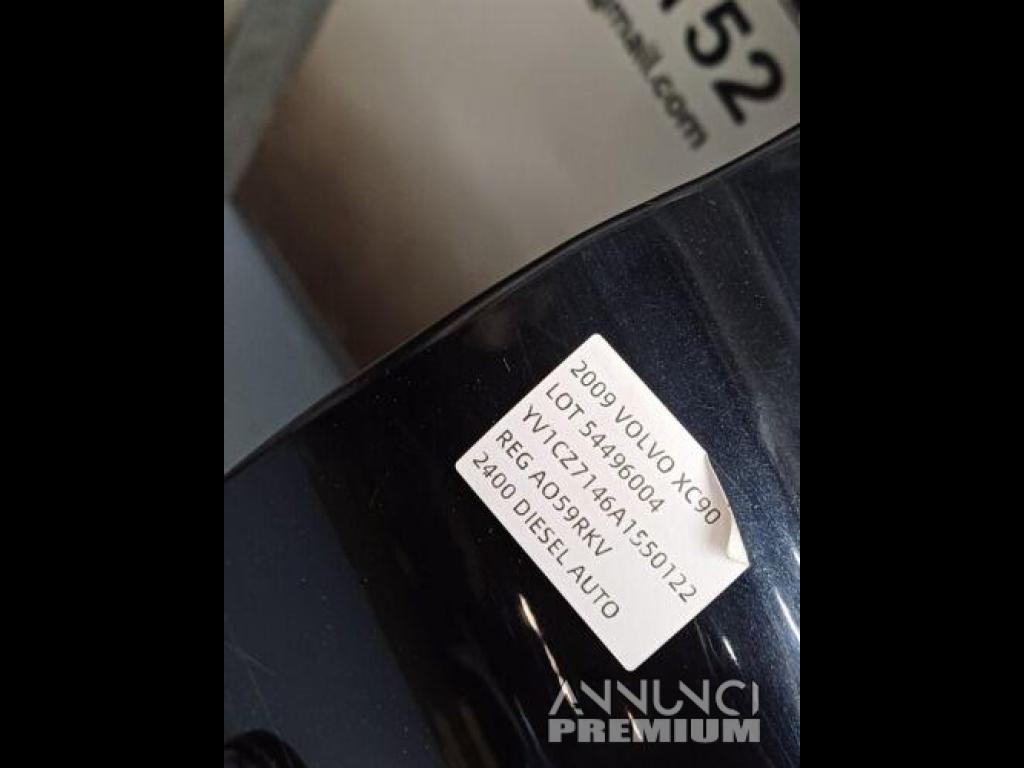 152
@gmail.com
2009 VOLVO XC90
LOT 54496004
YV1CZ7146A1550122
REG AO59RKV
2400 DIESEL AUTO
ANNUNCI
PREMIUM